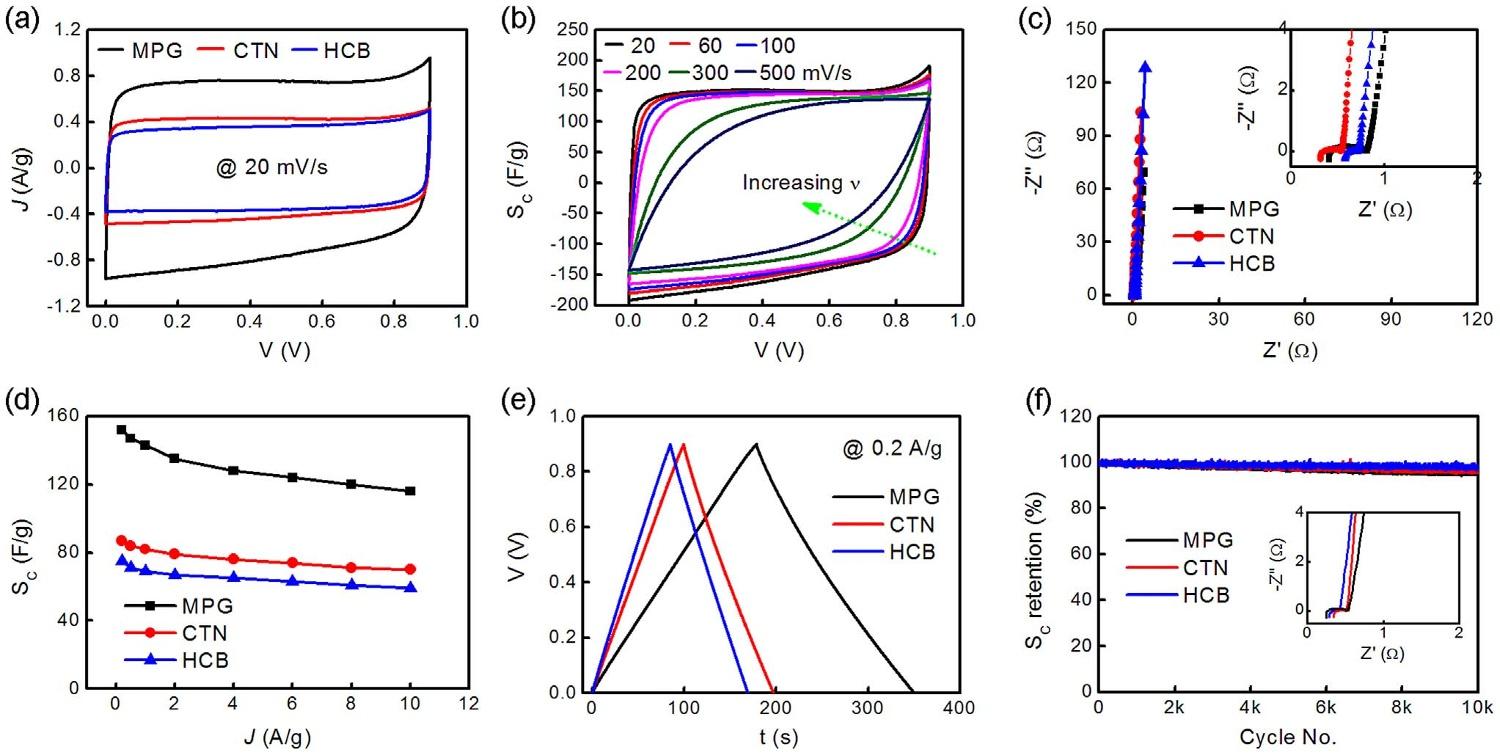 (a)
1.2
0.8
0.4
0.0
-0.4
-0.8
-1.2
J (A/g)
MPG CTN HCB
@ 20 mV/s
0.0 0.2 0.4 0.6 0.8 1.0
V (V)
(b)
250
200
150
100
50
0
-50
-100
-150
-200
SC (F/g)
20 60 100
200 300 500 mV/s
Increasing ν
0.0 0.2 0.4 0.6 0.8 1.0
V (V)
(c)
150
120
90
60
30
0
-Z'' (Ω)
4
2
0
-Z'' (Ω)
0 1 2
Z' (Ω)
MPG
CTN
HCB
0 30 60 90 120
Z' (Ω)
(d)
160
120
80
40
0
SC (F/g)
MPG
CTN
HCB
0 2 4 6 8 10 12
J (A/g)
(e)
1.0
0.8
0.6
0.4
0.2
0.0
V (V)
@ 0.2 A/g
MPG
CTN
HCB
0 100 200 300 400
t (s)
(f)
120
100
80
60
40
20
0
SC retention (%)
MPG
CTN
HCB
4
2
0
-Z'' (Ω)
0 1 2
Z' (Ω)
0 2k 4k 6k 8k 10k
Cycle No.